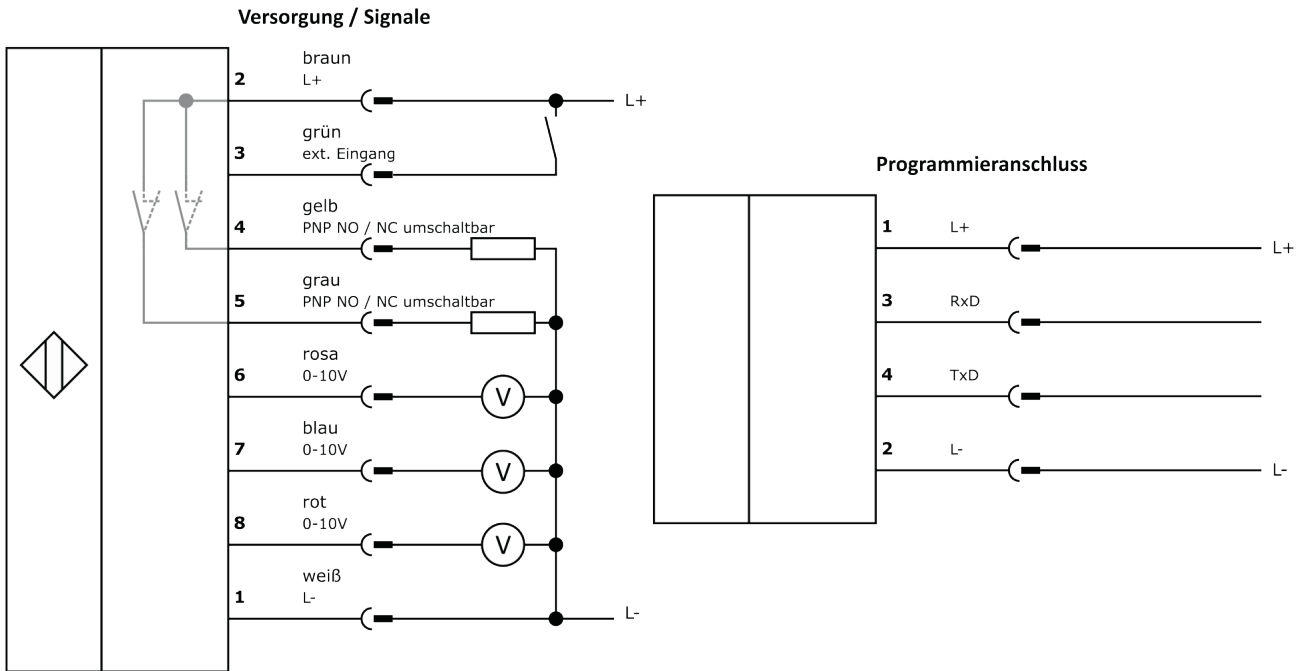 Versorgung / Signale
braun
2 L+
L+
grün
3 ext. Eingang
gelb
4 PNP NO / NC umschaltbar
grau
5 PNP NO / NC umschaltbar
rosa
6 0-10V
V
blau
7 0-10V
V
rot
8 0-10V
V
weiß
1 L-
L-
Programmieranschluss
1 L+
L+
3 RxD
4 TxD
2 L-
L-